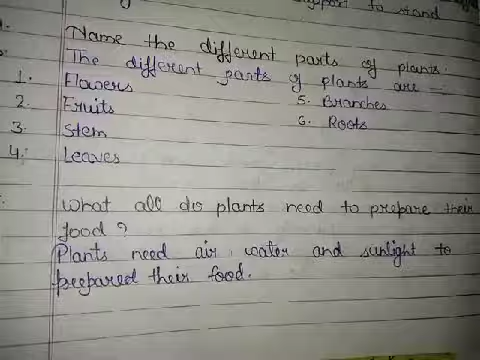 support to stand
Name the different parts of plants.
The different parts of plants are -
1. Flowers
5. Branches
2. Fruits
6. Roots
3. Stem
4. Leaves
What all do plants need to prepare their
food?
Plants need air, water and sunlight to
prepared their food.